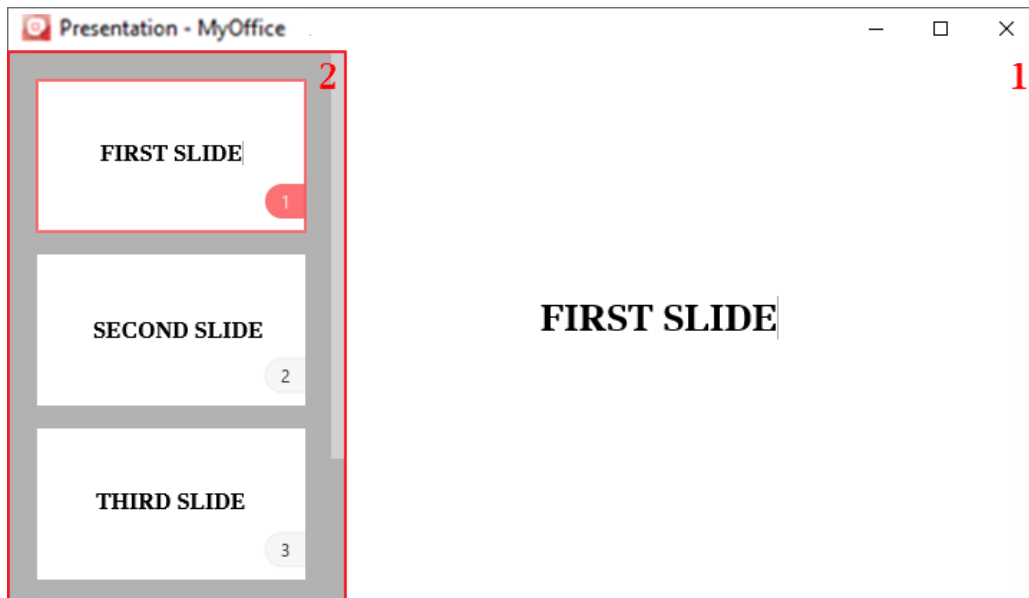 Presentation - MyOffice
2
1
FIRST SLIDE
1
SECOND SLIDE
2
THIRD SLIDE
3
FIRST SLIDE